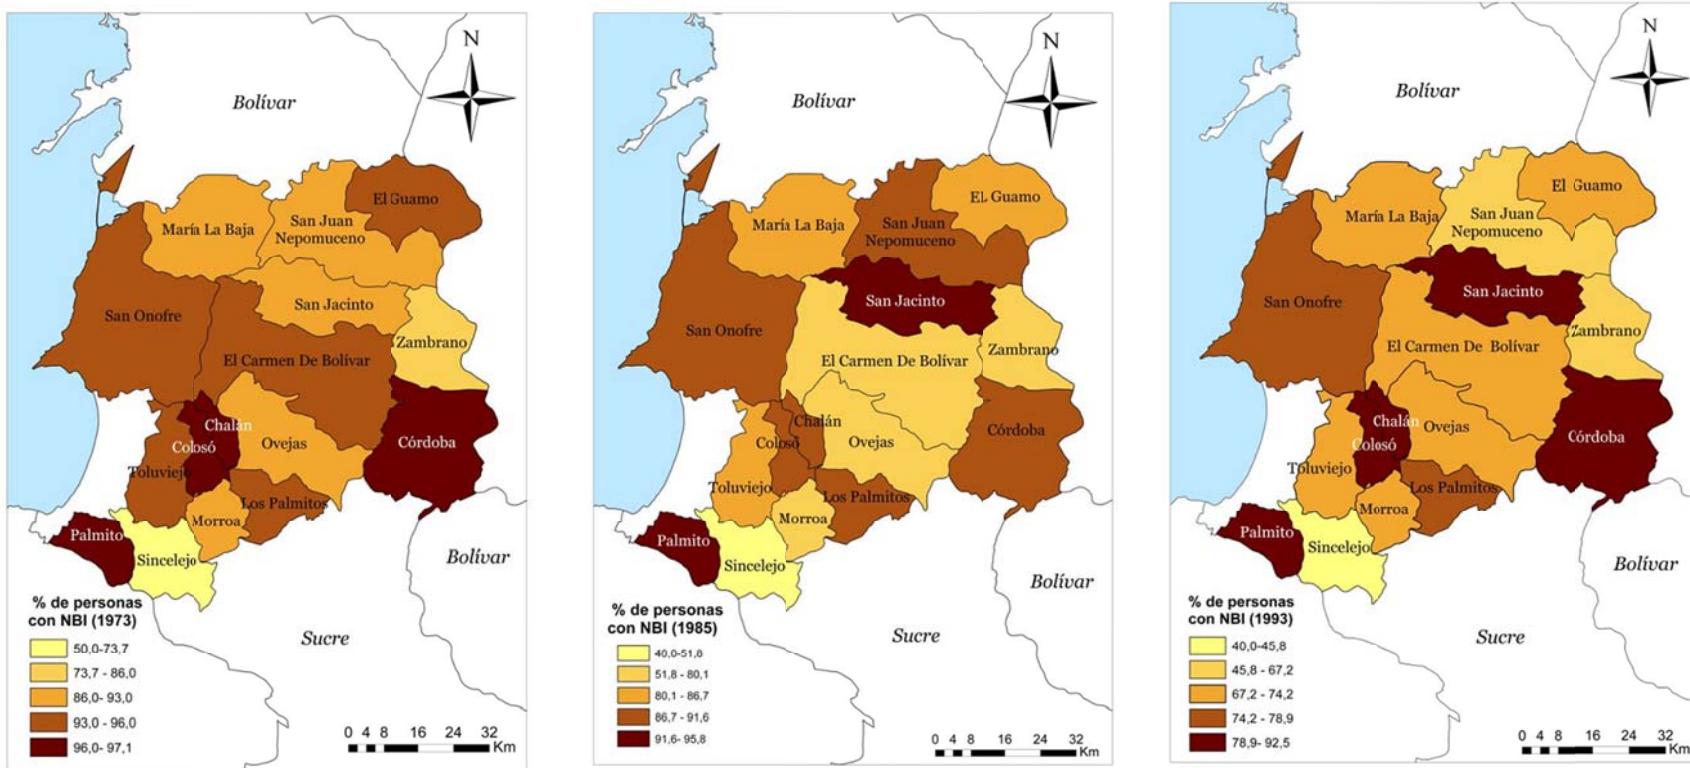 N
Bolívar
El Guamo
María La Baja
San Juan
Nepomuceno
San Jacinto
San Onofre
Zambrano
El Carmen De Bolívar
Chalán
Colosó
Ovejas
Córdoba
Toluviejo
Los Palmitos
Morroa
Palmito
Sincelejo
Bolívar
Sucre
% de personas
con NBI (1973)
50,0-73,7
73,7 - 86,0
86,0- 93,0
93,0 - 96,0
96,0- 97,1
0 4 8 16 24 32
Km
N
Bolívar
El Guamo
María La Baja
San Juan
Nepomuceno
San Jacinto
San Onofre
Zambrano
El Carmen De Bolívar
Chalán
Colosó
Ovejas
Córdoba
Toluviejo
Los Palmitos
Morroa
Palmito
Sincelejo
Bolívar
Sucre
% de personas
con NBI (1985)
40,0-51,8
51,8 - 80,1
80,1 - 86,7
86,7 - 91,6
91,6 - 95,8
0 4 8 16 24 32
Km
N
Bolívar
El Guamo
María La Baja
San Juan
Nepomuceno
San Jacinto
San Onofre
Zambrano
El Carmen De Bolívar
Chalán
Colosó
Ovejas
Córdoba
Toluviejo
Los Palmitos
Morroa
Palmito
Sincelejo
Bolívar
Sucre
% de personas
con NBI (1993)
40,0-45,8
45,8 - 67,2
67,2 - 74,2
74,2 - 78,9
78,9 - 92,5
0 4 8 16 24 32
Km